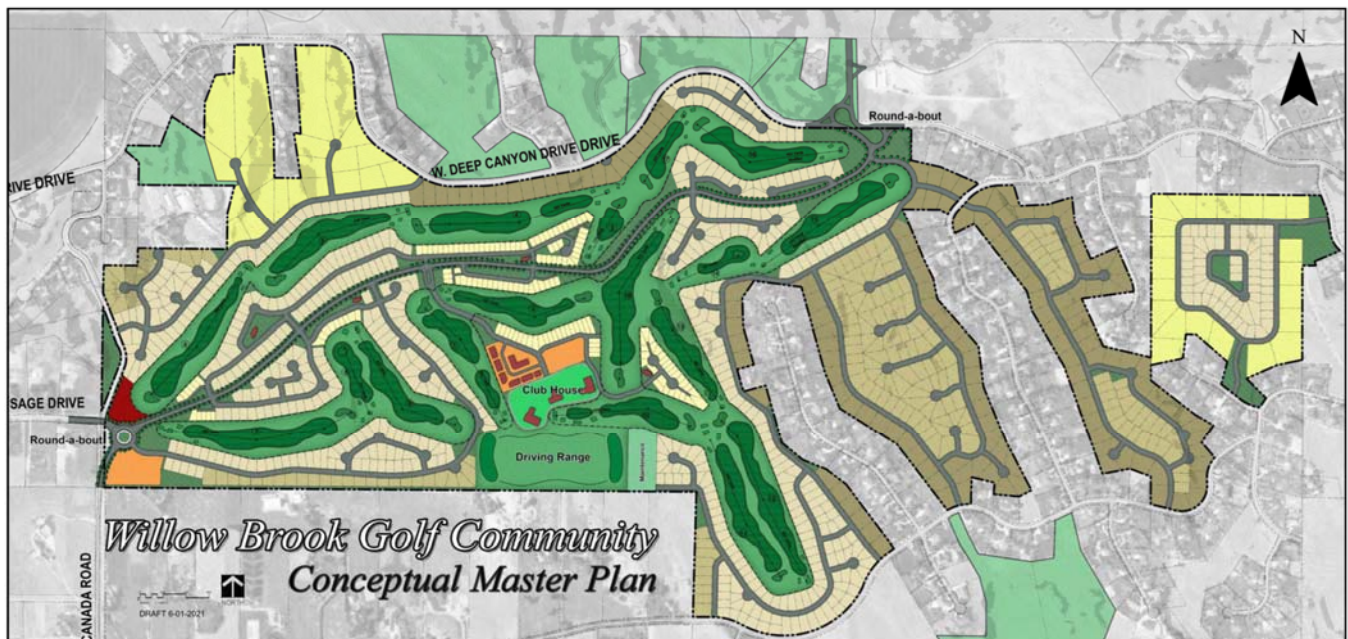 N
Round-a-bout
W. DEEP CANYON DRIVE DRIVE
RIVE DRIVE
SAGE DRIVE
Club House
Round-a-bout
Driving Range
Maintenance
Willow Brook Golf Community
Conceptual Master Plan
NORTH
DRAFT 6-01-2021
CANADA ROAD